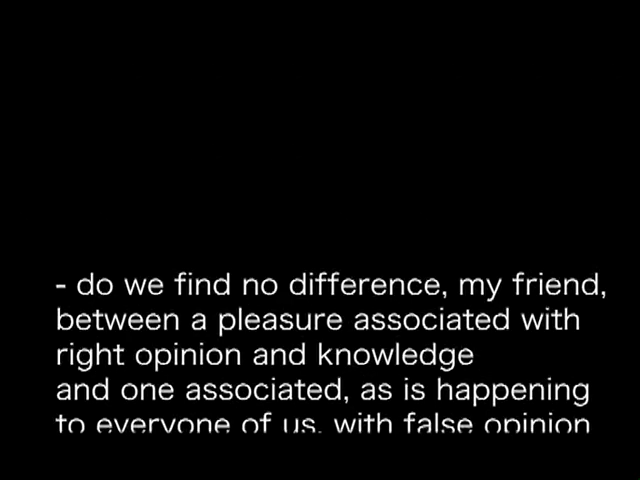 - do we find no difference, my friend,
between a pleasure associated with
right opinion and knowledge
and one associated, as is happening
to everyone of us, with false opinion